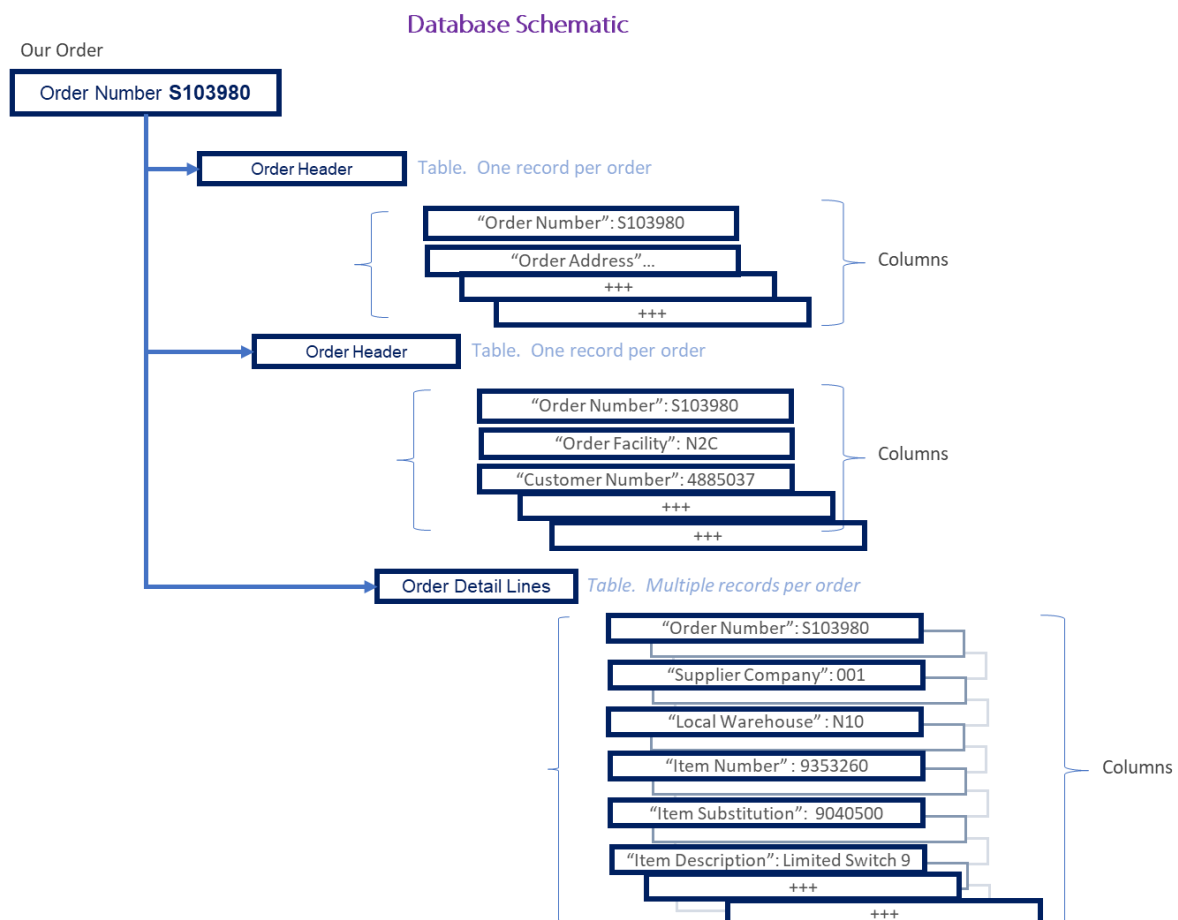 Database Schematic
Our Order
Order Number S103980
Order Header
Table. One record per order
“Order Number”: S103980
“Order Address”...
+++
+++
Columns
Order Header
Table. One record per order
“Order Number”: S103980
“Order Facility”: N2C
“Customer Number”: 4885037
+++
+++
Columns
Order Detail Lines
Table. Multiple records per order
“Order Number”: S103980
“Supplier Company”: 001
“Local Warehouse” : N10
“Item Number” : 9353260
“Item Substitution”: 9040500
“Item Description”: Limited Switch 9
+++
+++
Columns